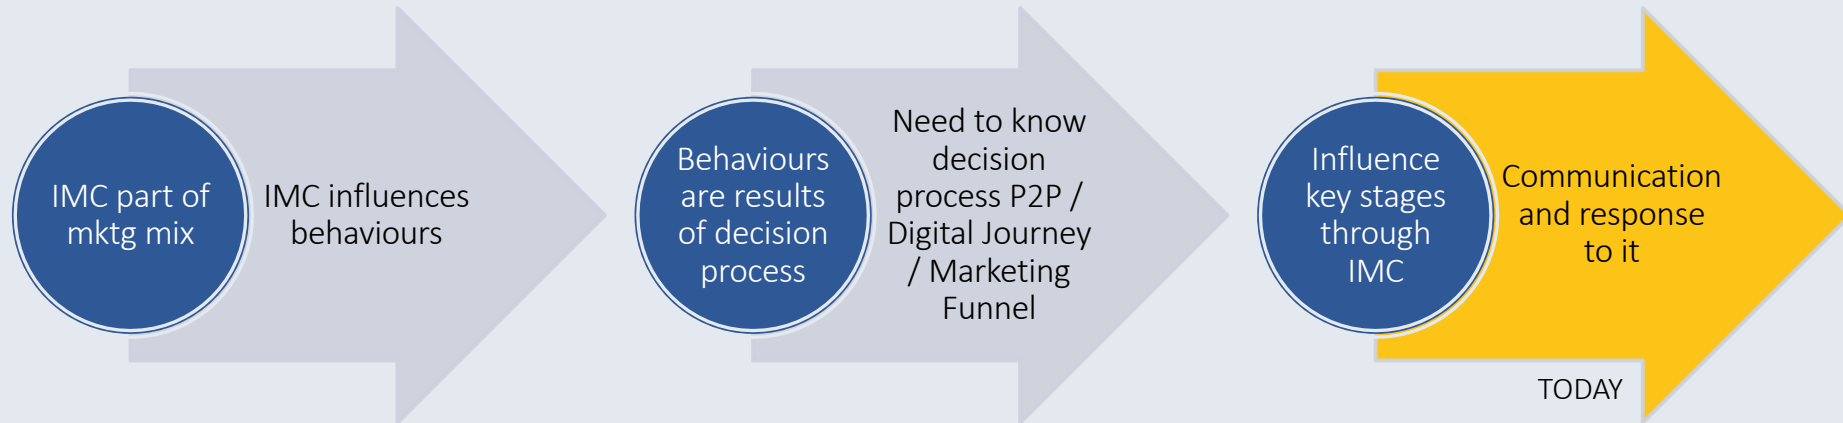 IMC part of
mktg mix
IMC influences
behaviours
Behaviours
are results
of decision
process
Need to know
decision
process P2P /
Digital Journey
/ Marketing
Funnel
Influence
key stages
through
IMC
Communication
and response
to it
TODAY